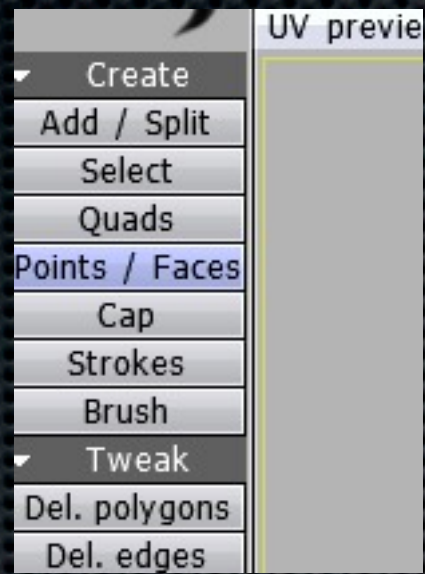 UV previe
Create
Add / Split
Select
Quads
Points / Faces
Cap
Strokes
Brush
Tweak
Del. polygons
Del. edges